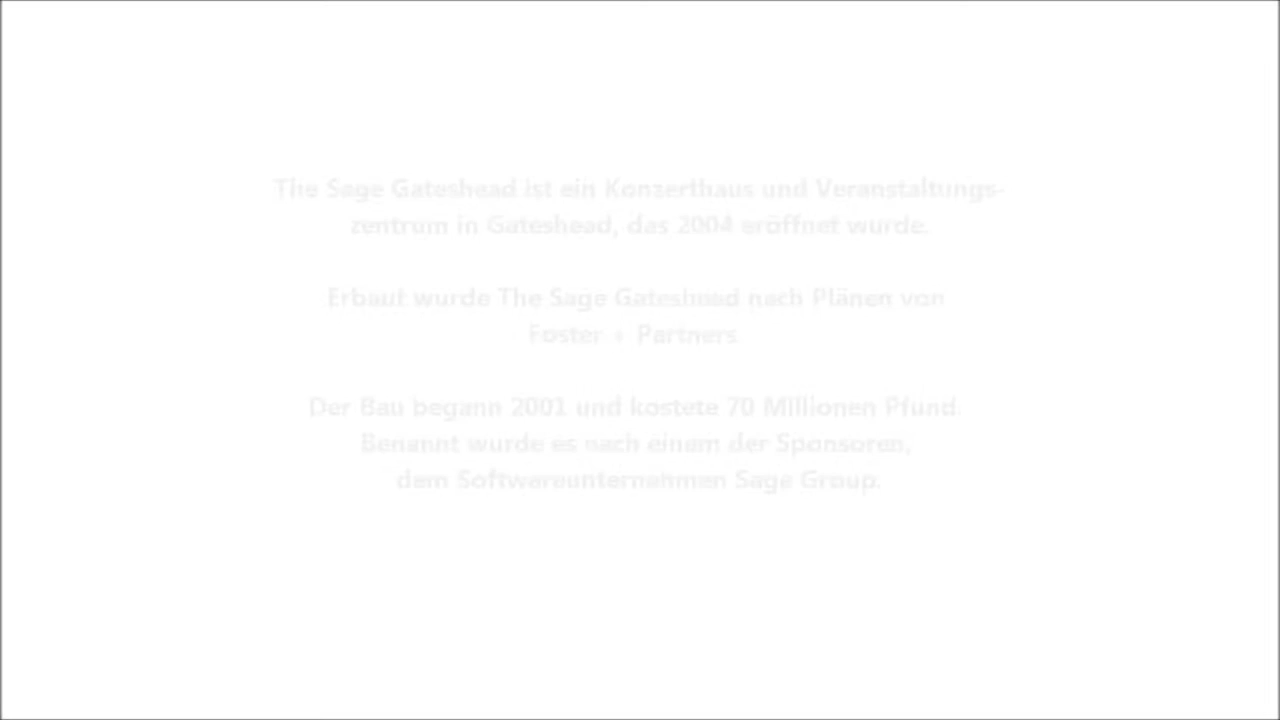 The Sage Gateshead ist ein Konzerthaus und Veranstaltungs-
zentrum in Gateshead, das 2004 eröffnet wurde.
Erbaut wurde The Sage Gateshead nach Plänen von
Foster + Partners.
Der Bau begann 2001 und kostete 70 Millionen Pfund.
Benannt wurde es nach einem der Sponsoren,
dem Softwareunternehmen Sage Group.